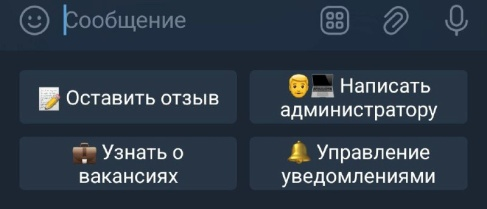 Сообщение
📝 Оставить отзыв
👨�💻 Написать
администратору
💼 Узнать о
вакансиях
🔔 Управление
уведомлениями